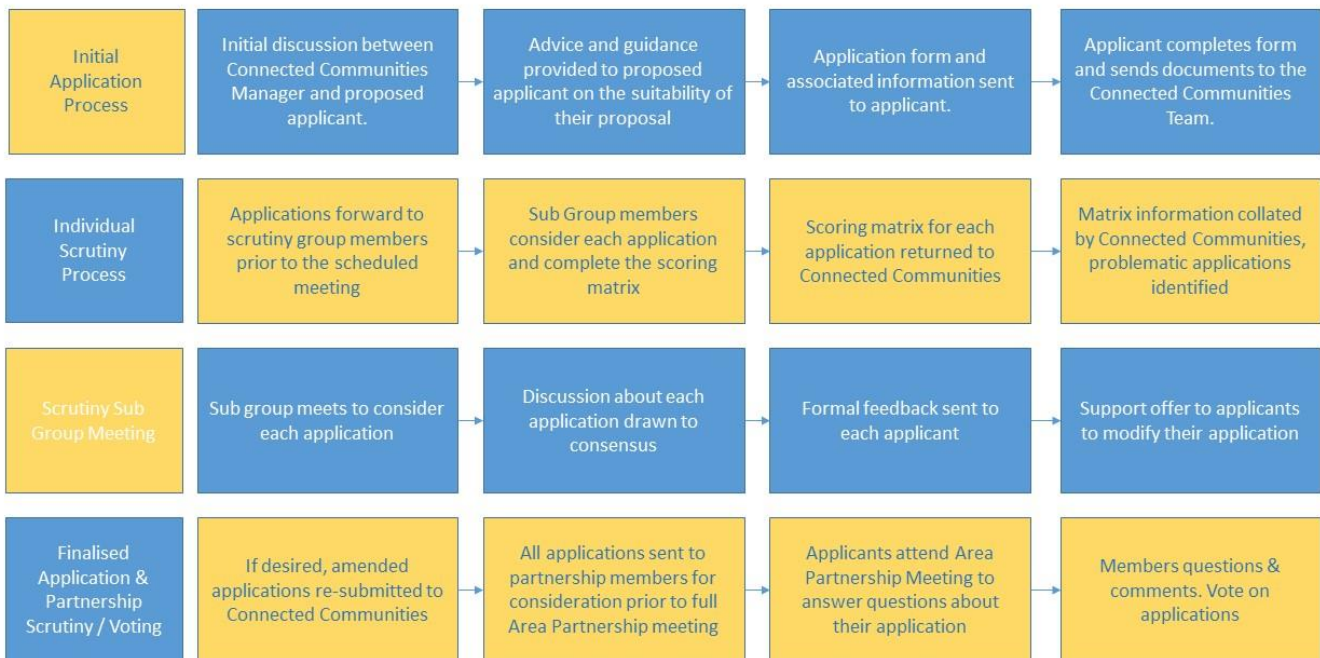 Initial
Application
Process
Initial discussion between
Connected Communities
Manager and proposed
applicant.
Advice and guidance
provided to proposed
applicant on the suitability of
their proposal
Application form and
associated information sent
to applicant.
Applicant completes form
and sends documents to the
Connected Communities
Team.
Individual
Scrutiny
Process
Applications forward to
scrutiny group members
prior to the scheduled
meeting
Sub Group members
consider each application
and complete the scoring
matrix
Scoring matrix for each
application returned to
Connected Communities
Matrix information collated
by Connected Communities,
problematic applications
identified
Scrutiny Sub
Group Meeting
Sub group meets to consider
each application
Discussion about each
application drawn to
consensus
Formal feedback sent to
each applicant
Support offer to applicants
to modify their application
Finalised
Application &
Partnership
Scrutiny / Voting
If desired, amended
applications re-submitted to
Connected Communities
All applications sent to
partnership members for
consideration prior to full
Area Partnership meeting
Applicants attend Area
Partnership Meeting to
answer questions about
their application
Members questions &
comments. Vote on
applications